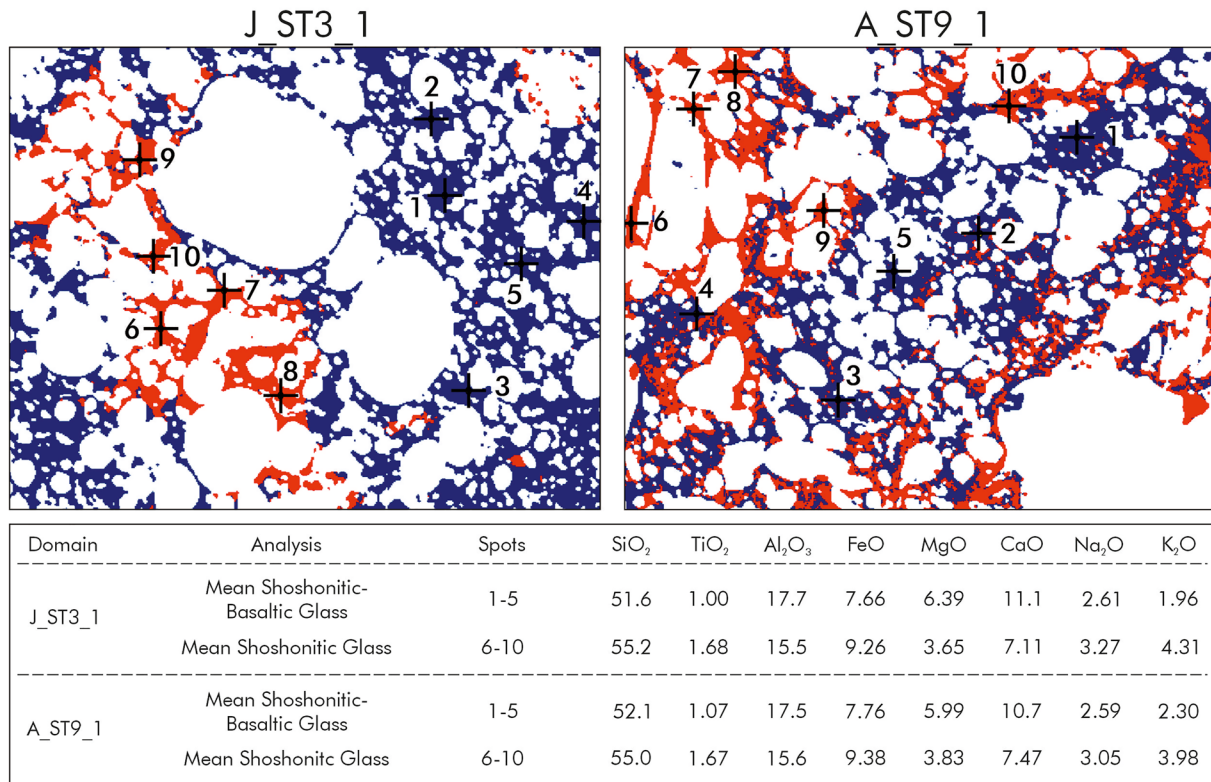 J_ST3_1
A_ST9_1
2
9
1
4
10
5
7
6
8
3
7
8
10
1
6
9
5
2
4
3
Domain Analysis Spots SiO₂ TiO₂ Al₂O₃ FeO MgO CaO Na₂O K₂O
J_ST3_1
Mean Shoshonitic-
Basaltic Glass 1-5 51.6 1.00 17.7 7.66 6.39 11.1 2.61 1.96
Mean Shoshonitic Glass 6-10 55.2 1.68 15.5 9.26 3.65 7.11 3.27 4.31
A_ST9_1
Mean Shoshonitic-
Basaltic Glass 1-5 52.1 1.07 17.5 7.76 5.99 10.7 2.59 2.30
Mean Shoshonitc Glass 6-10 55.0 1.67 15.6 9.38 3.83 7.47 3.05 3.98